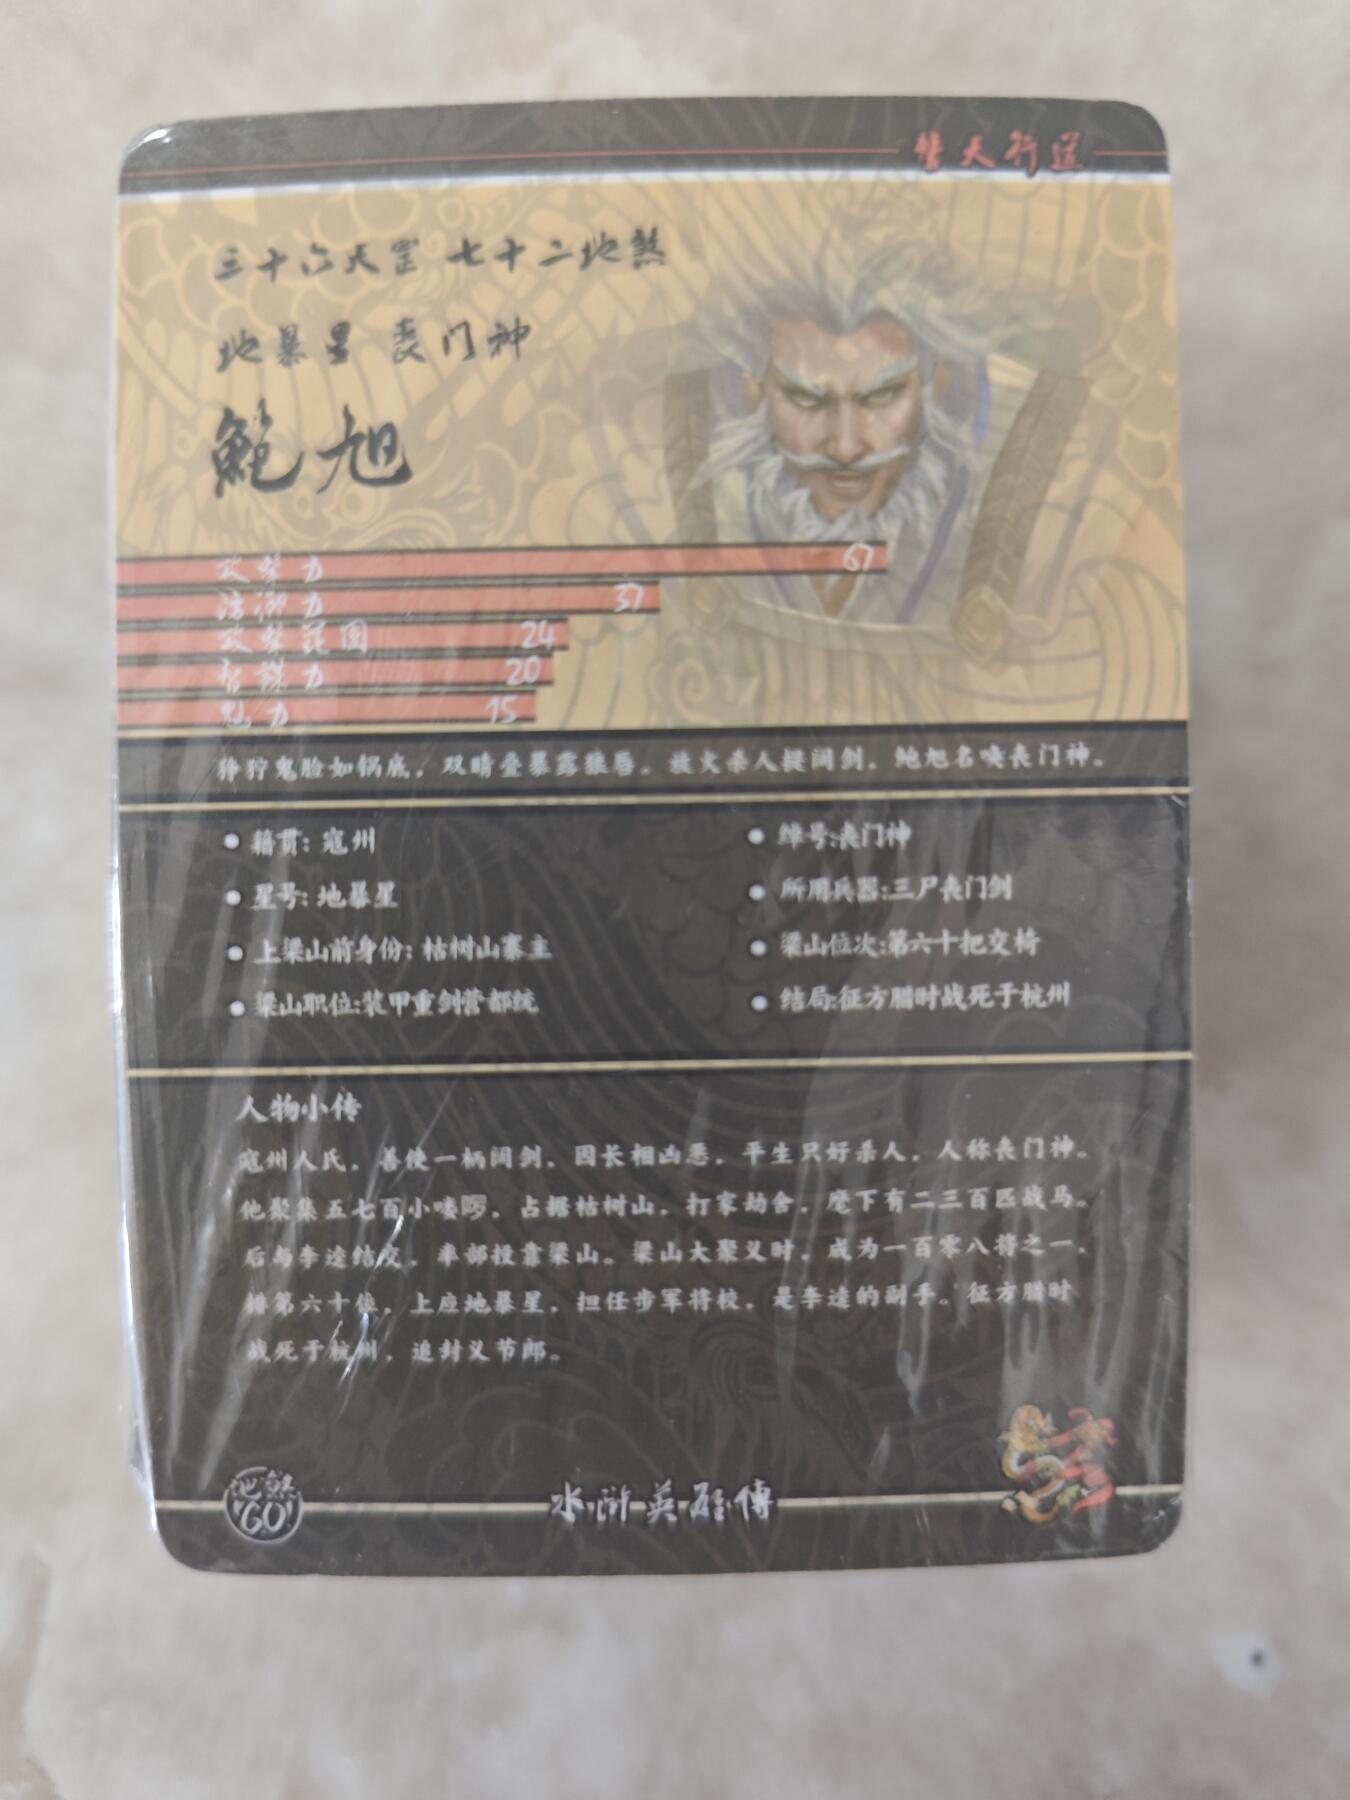 替天行道
三十六天罡 七十二地煞
地暴星 丧门神
鲍旭
攻击力 67
防御力 37
攻击范围 24
智谋力 20
魅力 15
狰狞鬼脸如锅底，双睛叠暴露狼唇。放火杀人提阔剑，鲍旭名唤丧门神。
籍贯：寇州
绰号:丧门神
星号：地暴星
所用兵器:三尸丧门剑
上梁山前身份：枯树山寨主
梁山位次:第六十把交椅
梁山职位:装甲重剑营都统
结局:征方腊时战死于杭州
人物小传
寇州人氏，善使一柄阔剑，因长相凶恶，平生只好杀人，人称丧门神。
他聚集五七百小喽啰，占据枯树山，打家劫舍，麾下有二三百匹战马。
后与李逵结交，率部投靠梁山。梁山大聚义时，成为一百零八将之一，
排第六十位，上应地暴星，担任步军将校，是李逵的副手。征方腊时
战死于杭州，追封义节郎。
地煞
60
水浒英雄傳